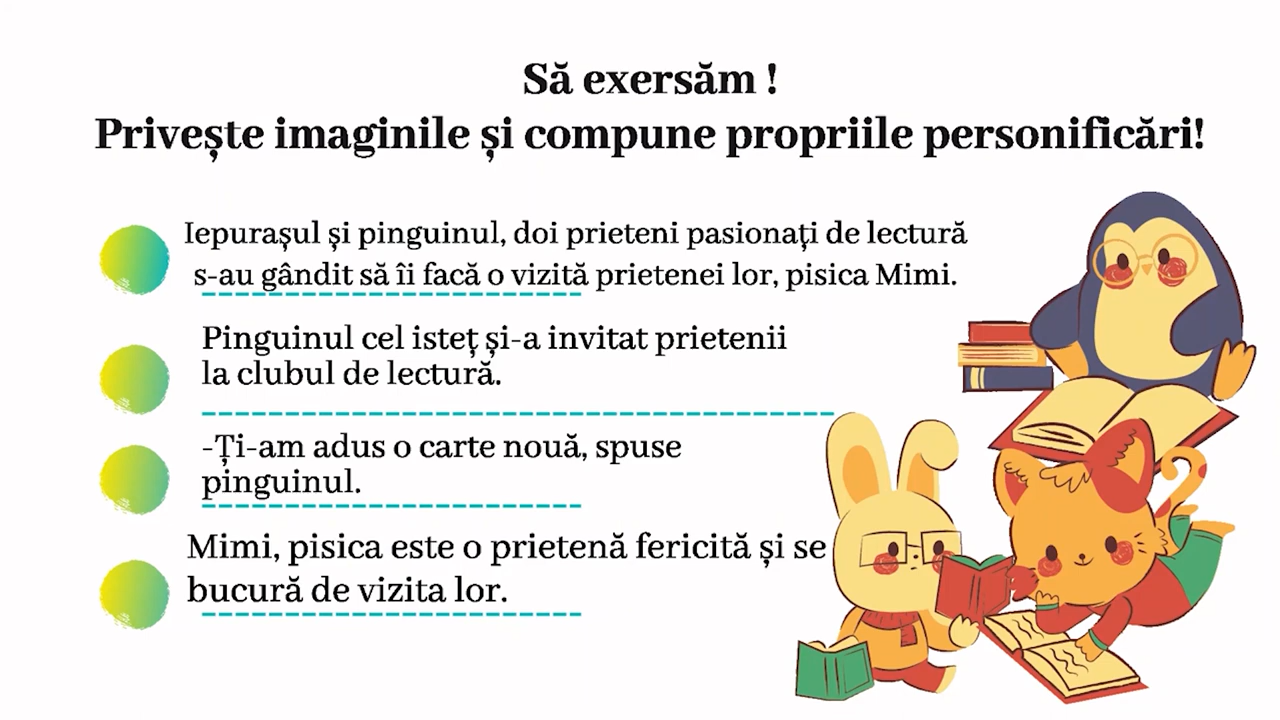 Să exersăm !
Privește imaginile și compune propriile personificări!
Iepurașul și pinguinul, doi prieteni pasionați de lectură
s-au gândit să îi facă o vizită prietenei lor, pisica Mimi.
Pinguinul cel isteț și-a invitat prietenii
la clubul de lectură.
-Ți-am adus o carte nouă, spuse
pinguinul.
Mimi, pisica este o prietenă fericită și se
bucură de vizita lor.